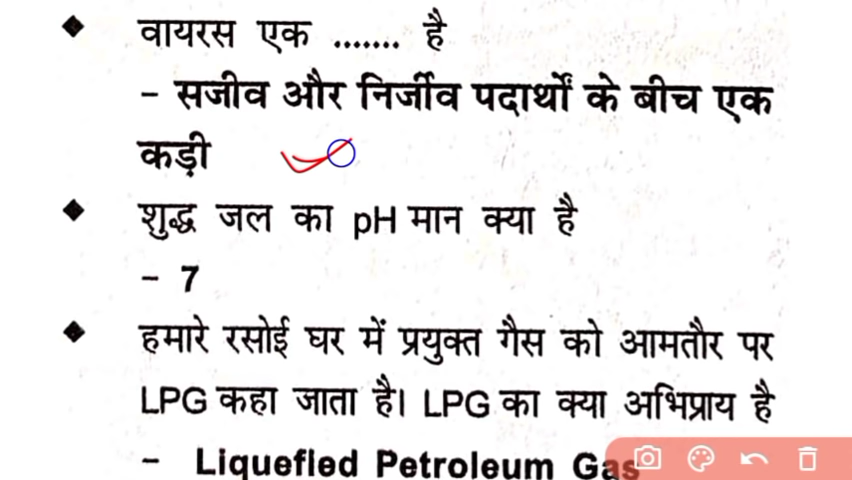 वायरस एक ....... है
– सजीव और निर्जीव पदार्थों के बीच एक
कड़ी
शुद्ध जल का pH मान क्या है
– 7
हमारे रसोई घर में प्रयुक्त गैस को आमतौर पर
LPG कहा जाता है। LPG का क्या अभिप्राय है
– Liquefied Petroleum Gas